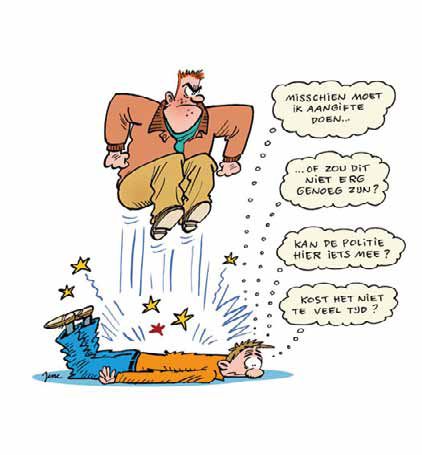 MISSCHIEN MOET
IK AANGIFTE
DOEN...
...OF ZOU DIT
NIET ERG
GENOEG ZIJN?
KAN DE POLITIE
HIER IETS MEE?
KOST HET NIET
TE VEEL TIJD?